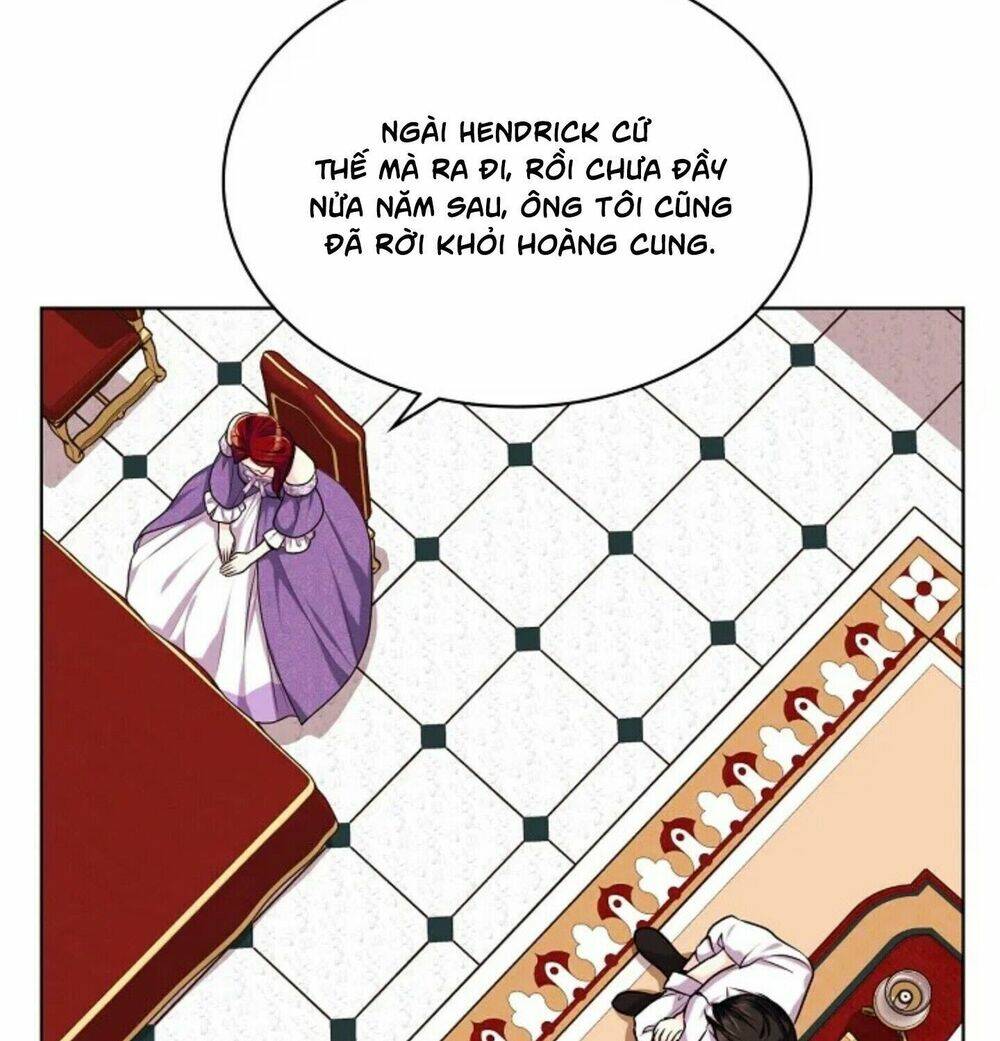 NGÀI HENDRICK CỨ
THẾ MÀ RA ĐI, RỒI CHƯA ĐẦY
NỬA NĂM SAU, ÔNG TÔI CŨNG
ĐÃ RỜI KHỎI HOÀNG CUNG.